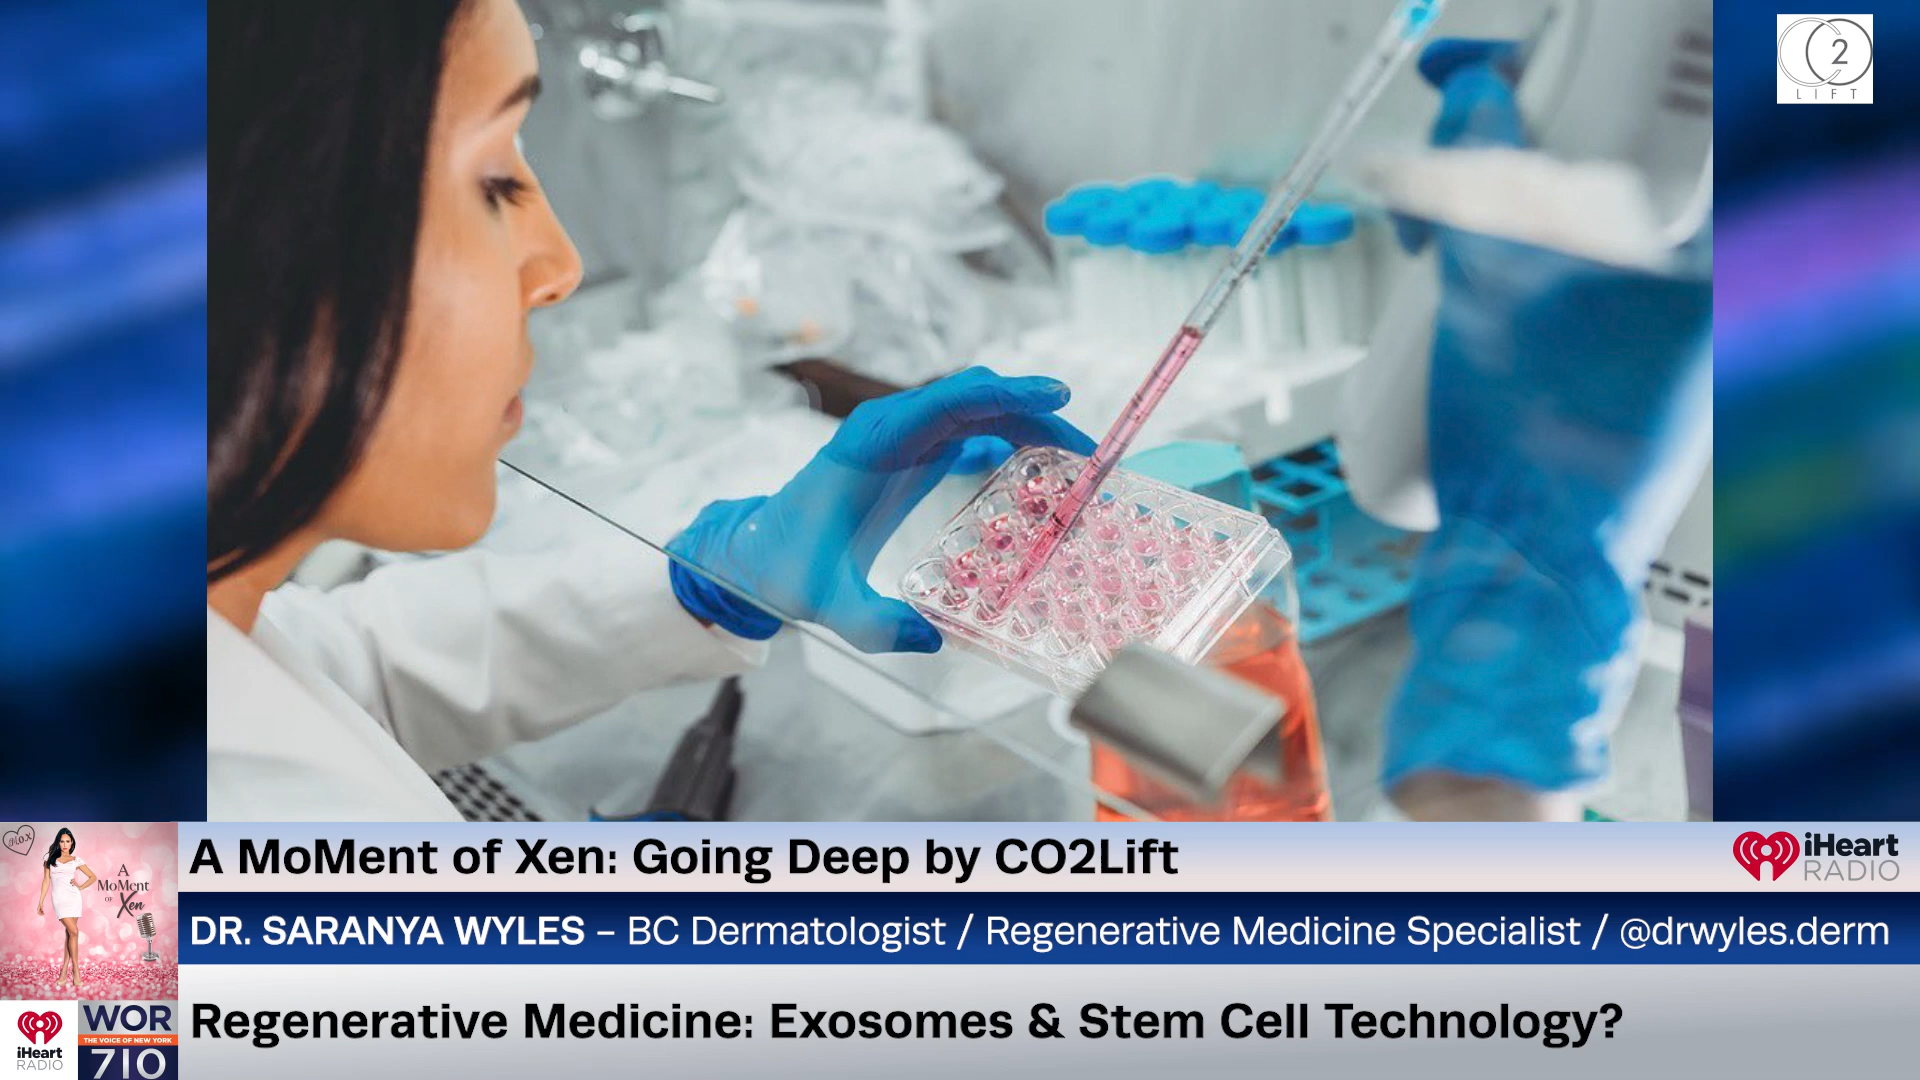 CO2
LIFT
A MoMent of Xen: Going Deep by CO2Lift
iHeart
RADIO
DR. SARANYA WYLES – BC Dermatologist / Regenerative Medicine Specialist / @drwyles.derm
Regenerative Medicine: Exosomes & Stem Cell Technology?
M.O.X
A
MoMent
OF Xen
iHeart
RADIO
WOR
THE VOICE OF NEW YORK
710